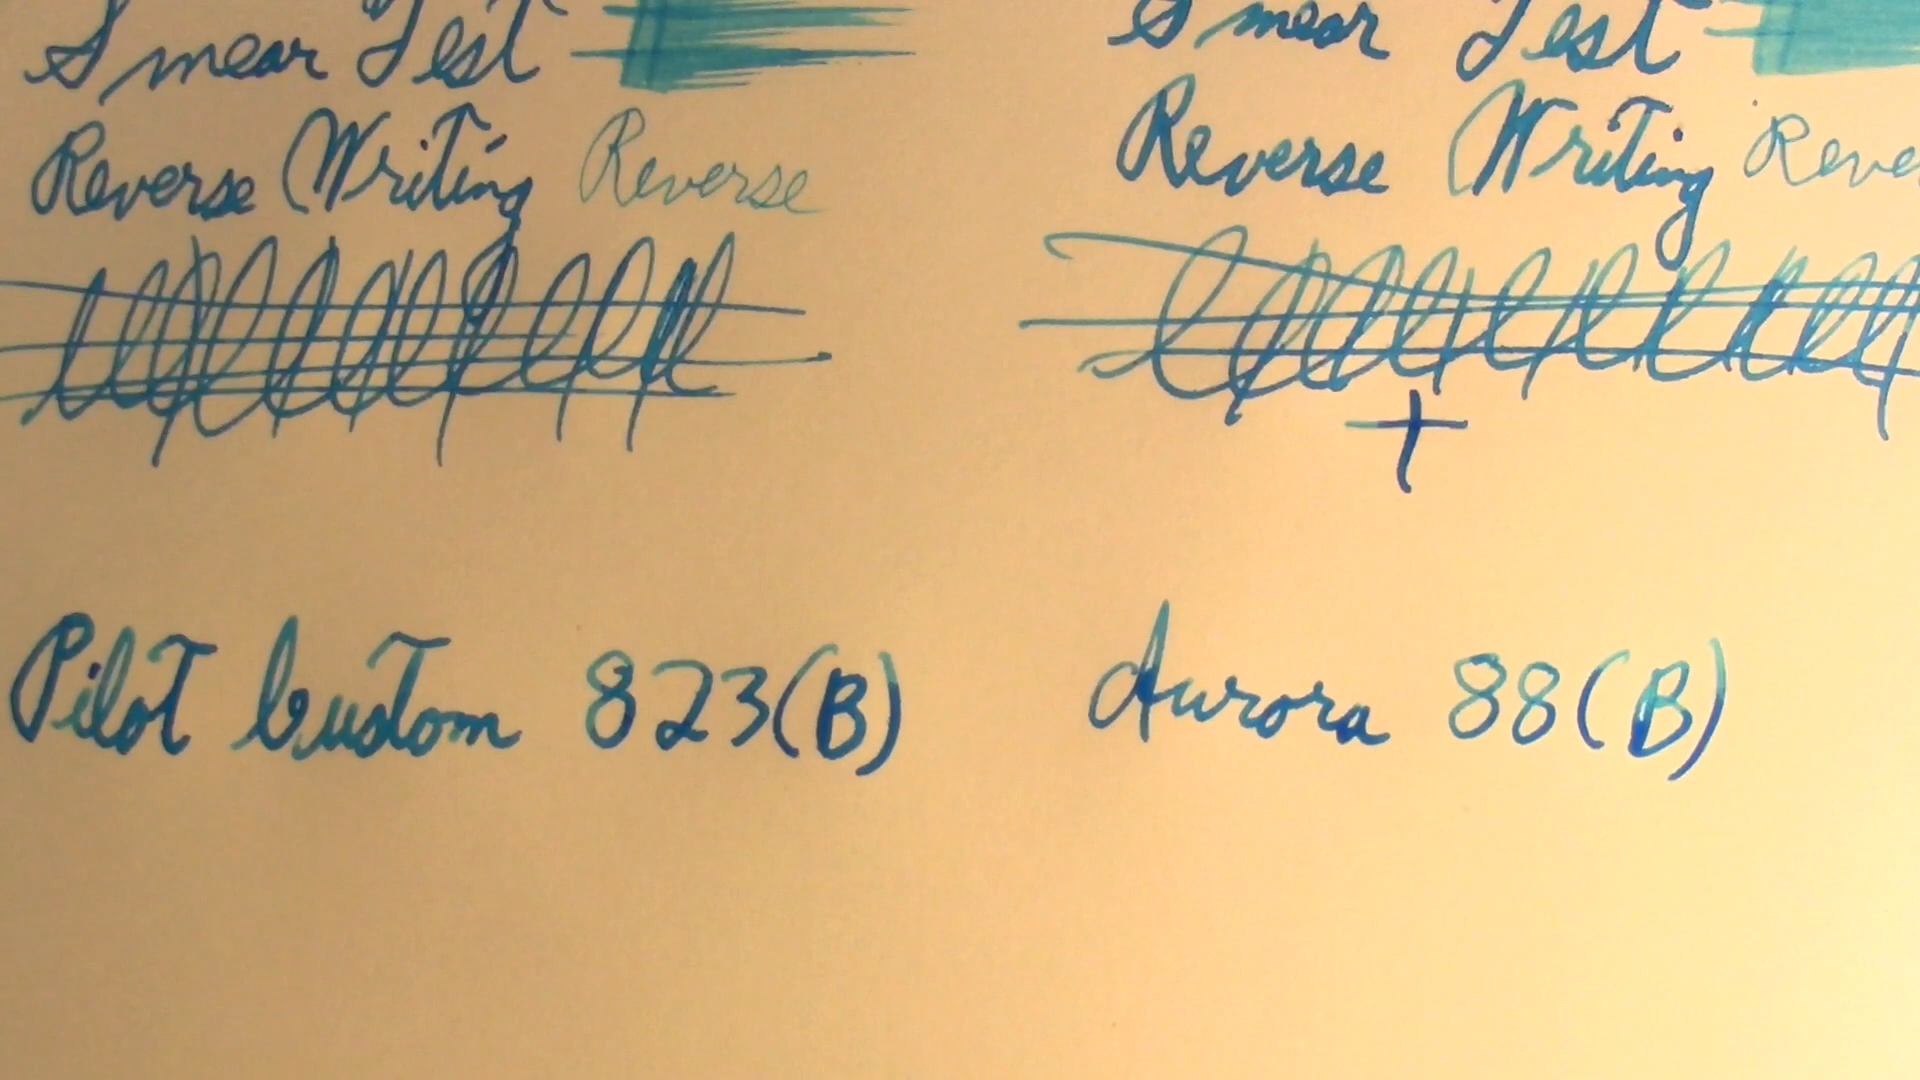 Smear Test
Reverse Writing Reverse
Pilot Custom 823(B)
Smear Test
Reverse Writing Reve
+
Aurora 88(B)